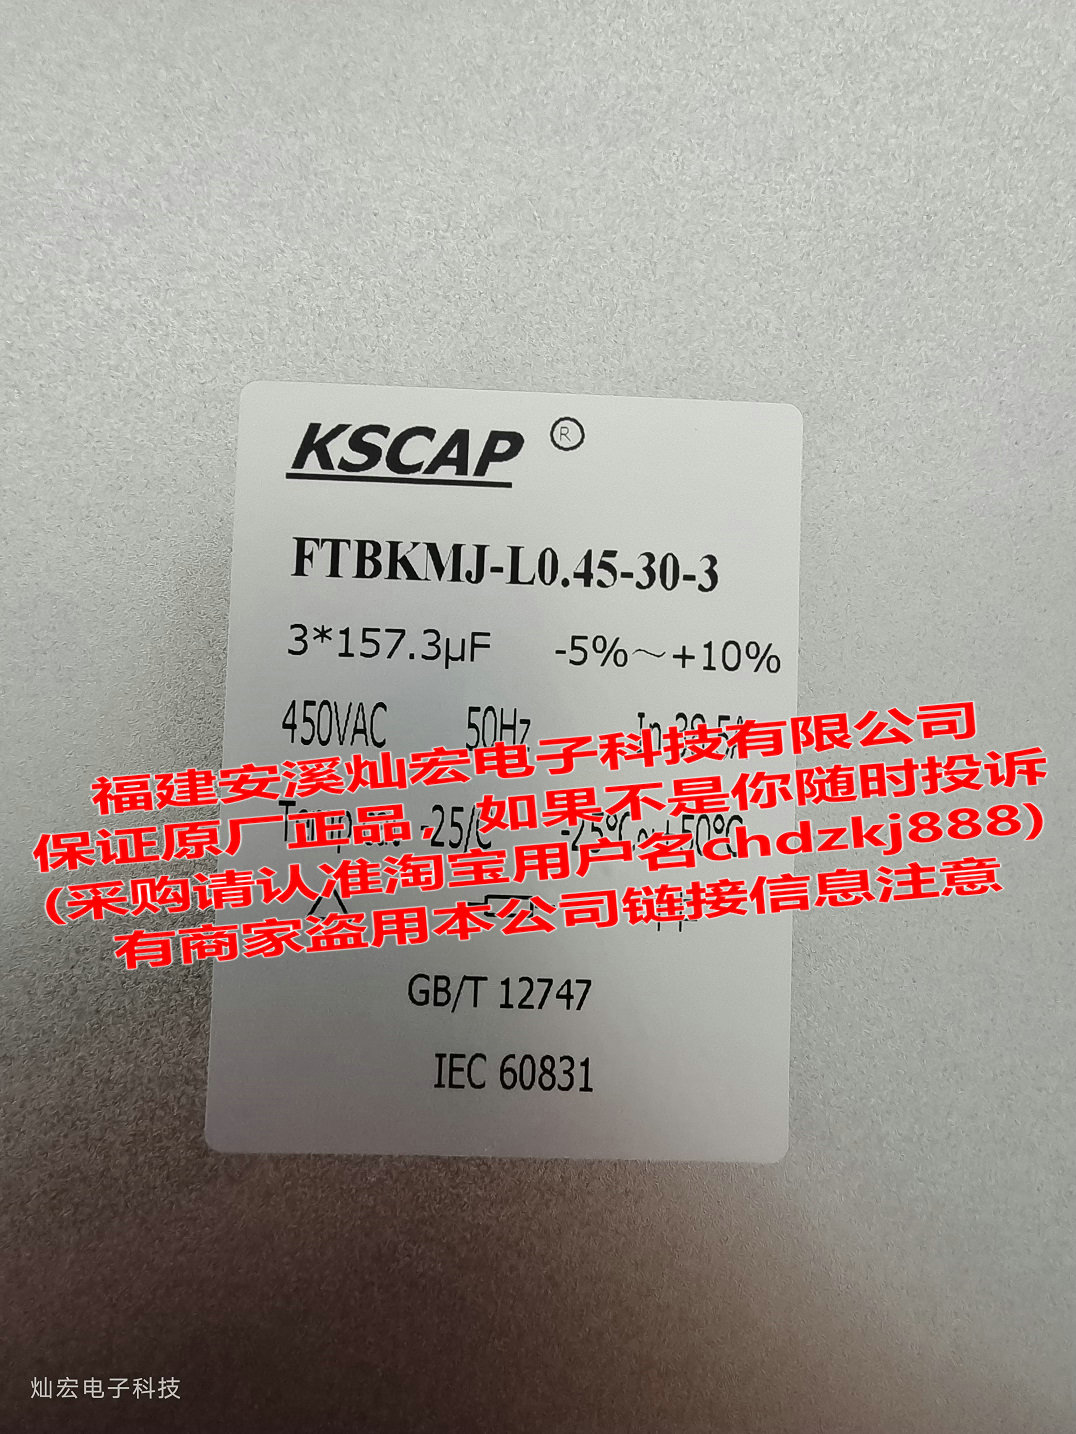 KSCAP ®
FTBKMJ-L0.45-30-3
3*157.3μF -5%～+10%
450VAC 50Hz In 38.5A
福建安溪灿宏电子科技有限公司
保证原厂正品，如果不是你随时投诉
(采购请认准淘宝用户名chdzkj888)
有商家盗用本公司链接信息注意
-25/C
GB/T 12747
IEC 60831
灿宏电子科技